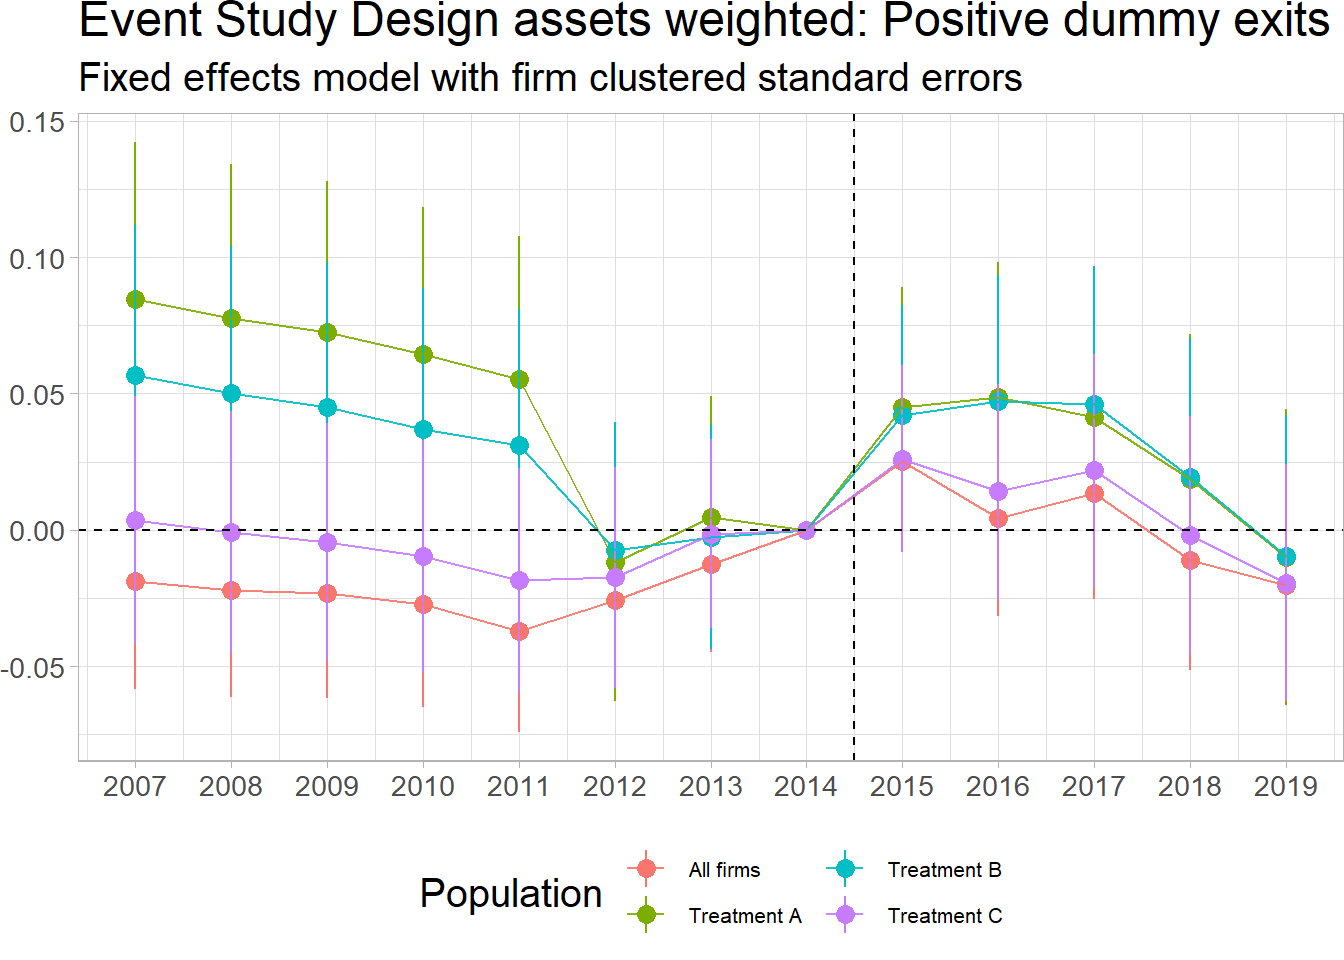 Event Study Design assets weighted: Positive dummy exits
Fixed effects model with firm clustered standard errors
0.15
0.10
0.05
0.00
-0.05
2007 2008 2009 2010 2011 2012 2013 2014 2015 2016 2017 2018 2019
Population
All firms
Treatment A
Treatment B
Treatment C